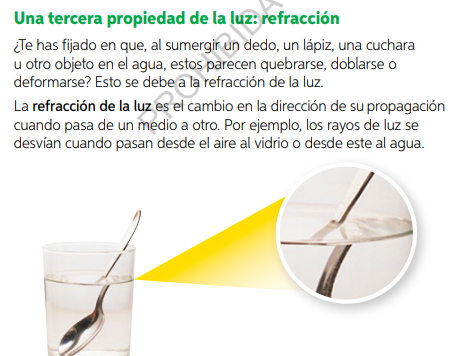 Una tercera propiedad de la luz: refracción
¿Te has fijado en que, al sumergir un dedo, un lápiz, una cuchara
u otro objeto en el agua, estos parecen quebrarse, doblarse o
deformarse? Esto se debe a la refracción de la luz.
La refracción de la luz es el cambio en la dirección de su propagación
cuando pasa de un medio a otro. Por ejemplo, los rayos de luz se
desvían cuando pasan desde el aire al vidrio o desde este al agua.
PROHIBIDA